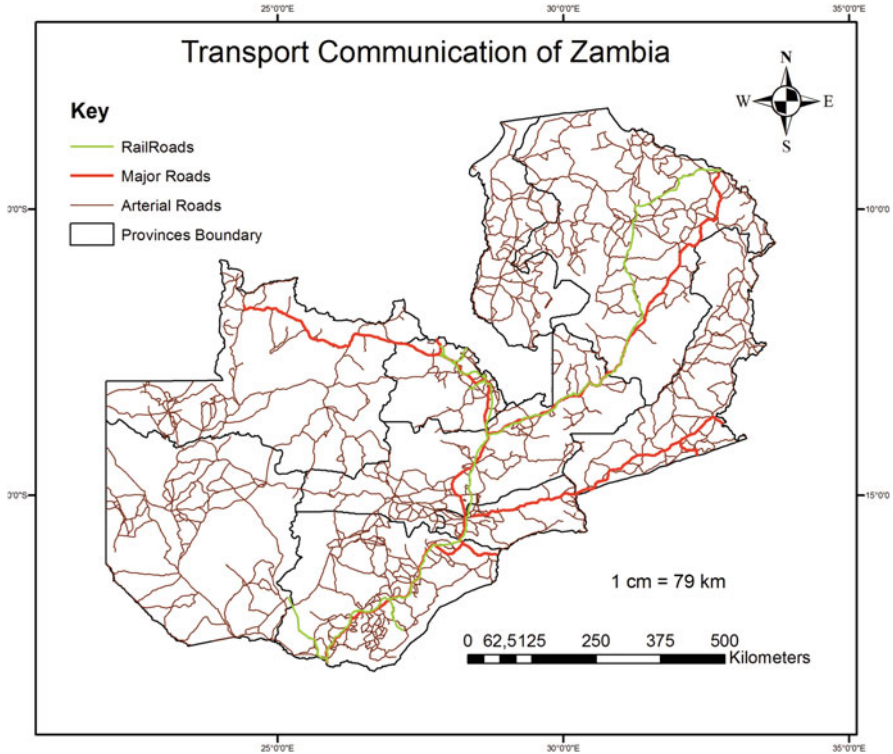 25°0'0"E 30°0'0"E 35°0'0"E
Transport Communication of Zambia
N
W E
S
Key
RailRoads
Major Roads
Arterial Roads
Provinces Boundary
)'0"S 10°0'0
)'0"S 15°0'0
1 cm = 79 km
0 62,5125 250 375 500
Kilometers
25°0'0"E 30°0'0"E 35°0'0"E